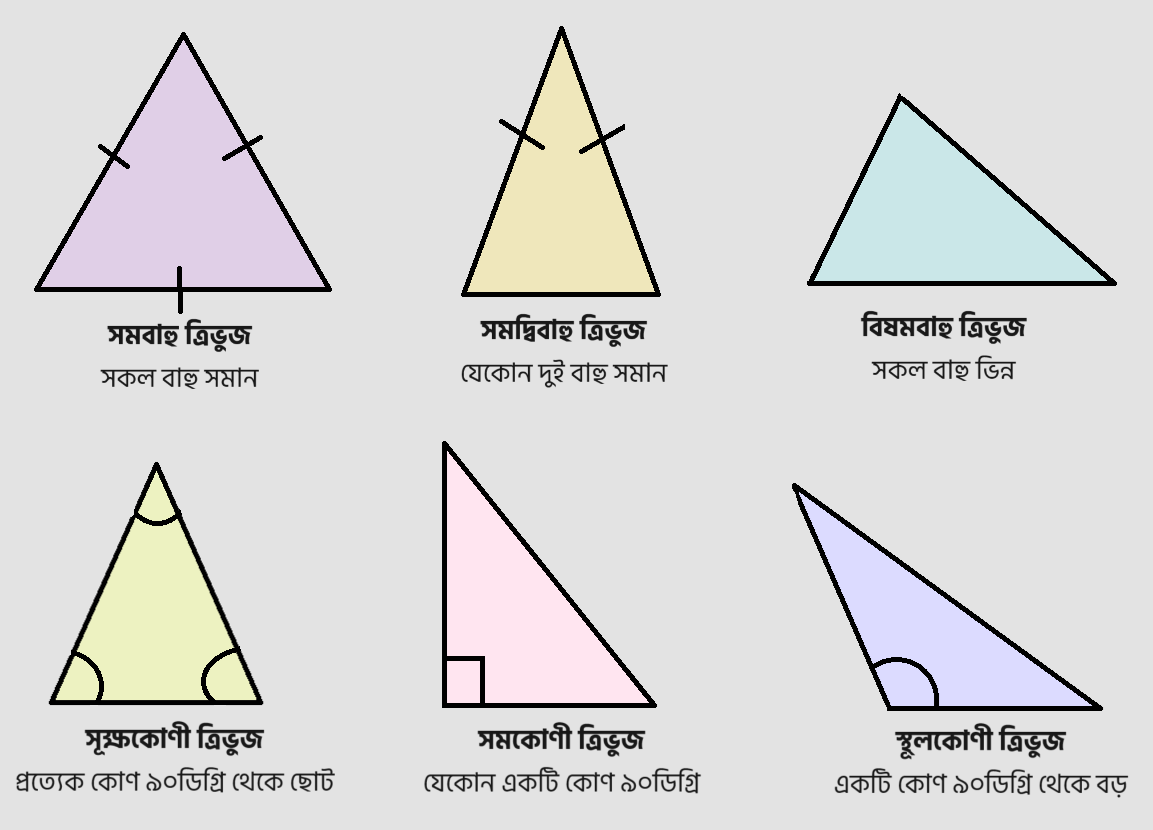 সমবাহু ত্রিভুজ
সকল বাহু সমান
সমদ্বিবাহু ত্রিভুজ
যেকোন দুই বাহু সমান
বিষমবাহু ত্রিভুজ
সকল বাহু ভিন্ন
সূক্ষ্মকোণী ত্রিভুজ
প্রত্যেক কোণ ৯০ডিগ্রি থেকে ছোট
সমকোণী ত্রিভুজ
যেকোন একটি কোণ ৯০ডিগ্রি
স্থূলকোণী ত্রিভুজ
একটি কোণ ৯০ডিগ্রি থেকে বড়